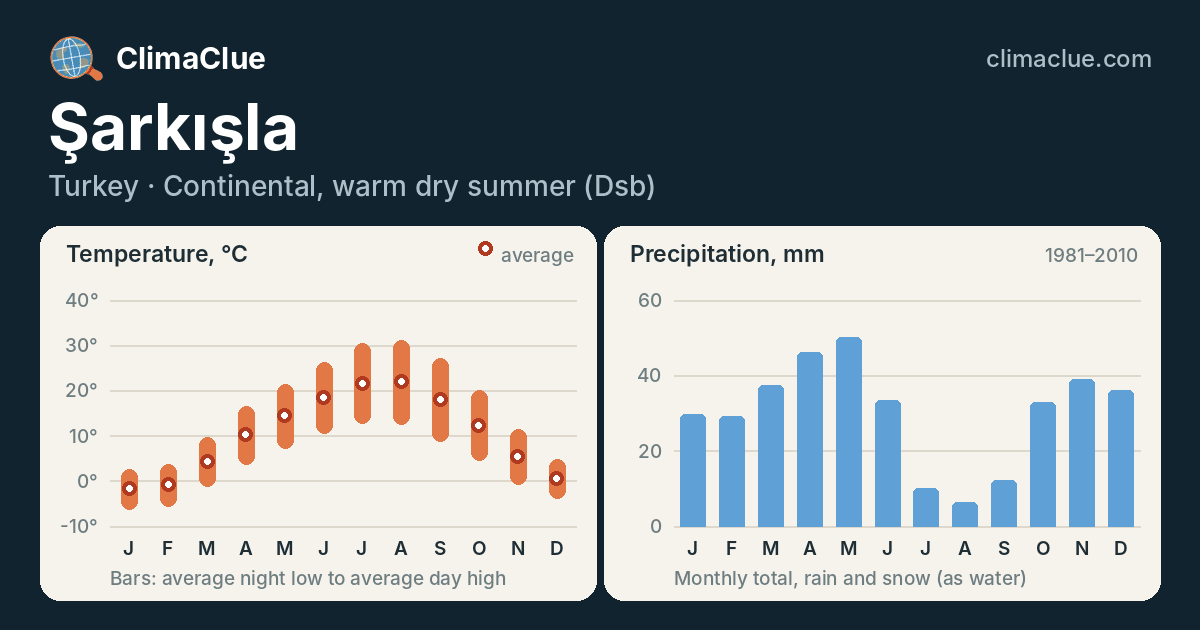 ClimaClue
climaclue.com
Şarkışla
Turkey · Continental, warm dry summer (Dsb)
Temperature, °C
average
40°
30°
20°
10°
0°
-10°
J F M A M J J A S O N D
Bars: average night low to average day high
Precipitation, mm
1981–2010
60
40
20
0
J F M A M J J A S O N D
Monthly total, rain and snow (as water)